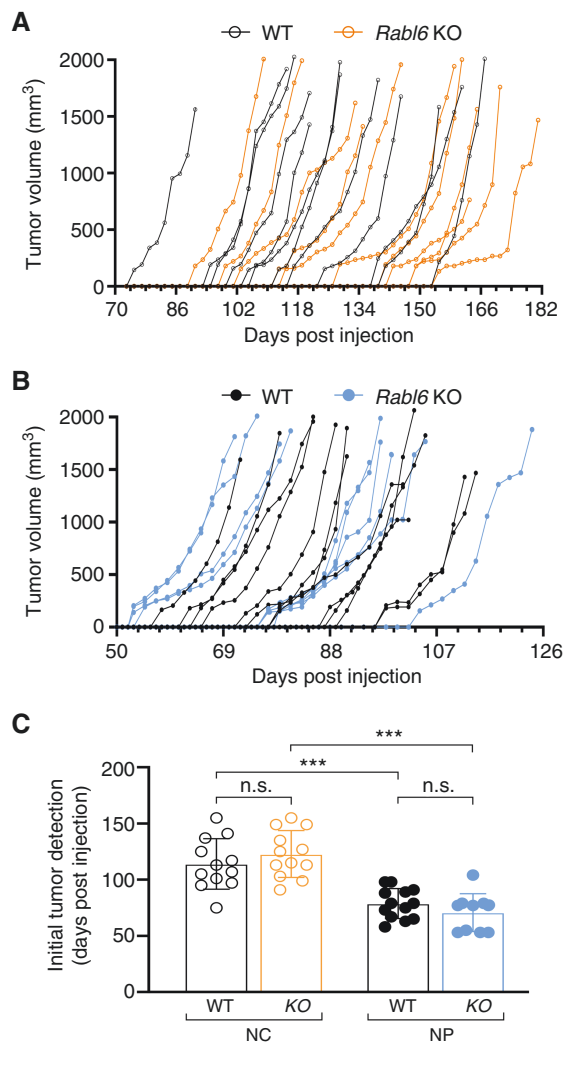 A
WT Rabl6 KO
Tumor volume (mm3)
2000
1500
1000
500
0
70 86 102 118 134 150 166 182
Days post injection
B
WT Rabl6 KO
Tumor volume (mm3)
2000
1500
1000
500
0
50 69 88 107 126
Days post injection
C
***
***
n.s. n.s.
Initial tumor detection
(days post injection)
200
150
100
50
0
WT KO WT KO
NC NP